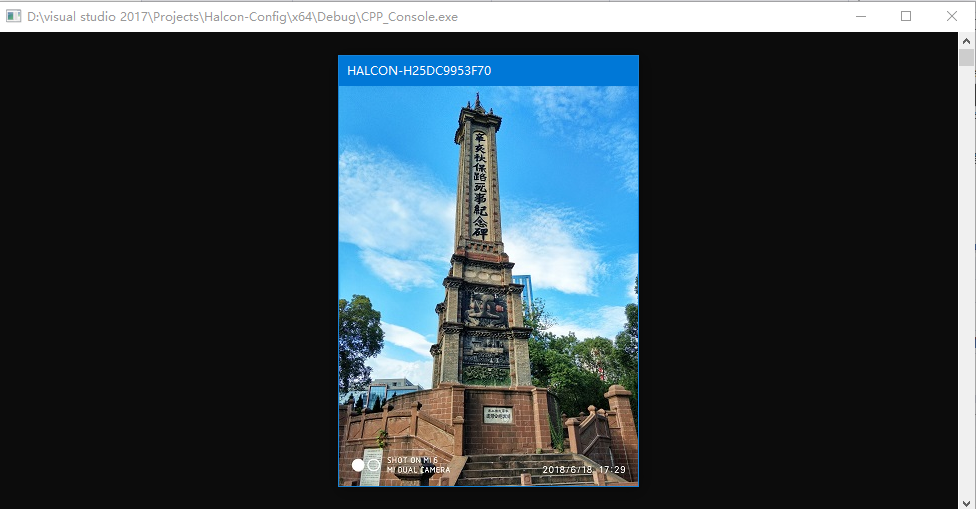 D:\visual studio 2017\Projects\Halcon-Config\x64\Debug\CPP_Console.exe
HALCON-H25DC9953F70
辛亥秋保路死事紀念碑
SHOT ON MI 6
MI DUAL CAMERA
2018/6/18 17:29